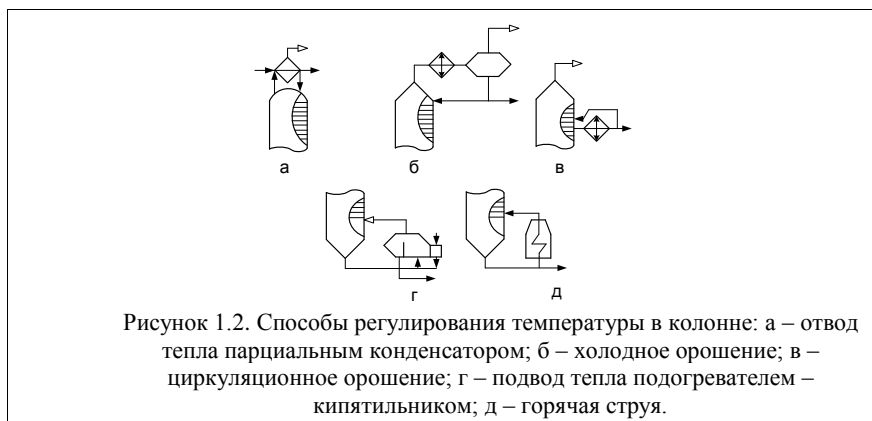 а
б
в
г
д
Рисунок 1.2. Способы регулирования температуры в колонне: а – отвод
тепла парциальным конденсатором; б – холодное орошение; в –
циркуляционное орошение; г – подвод тепла подогревателем –
кипятильником; д – горячая струя.